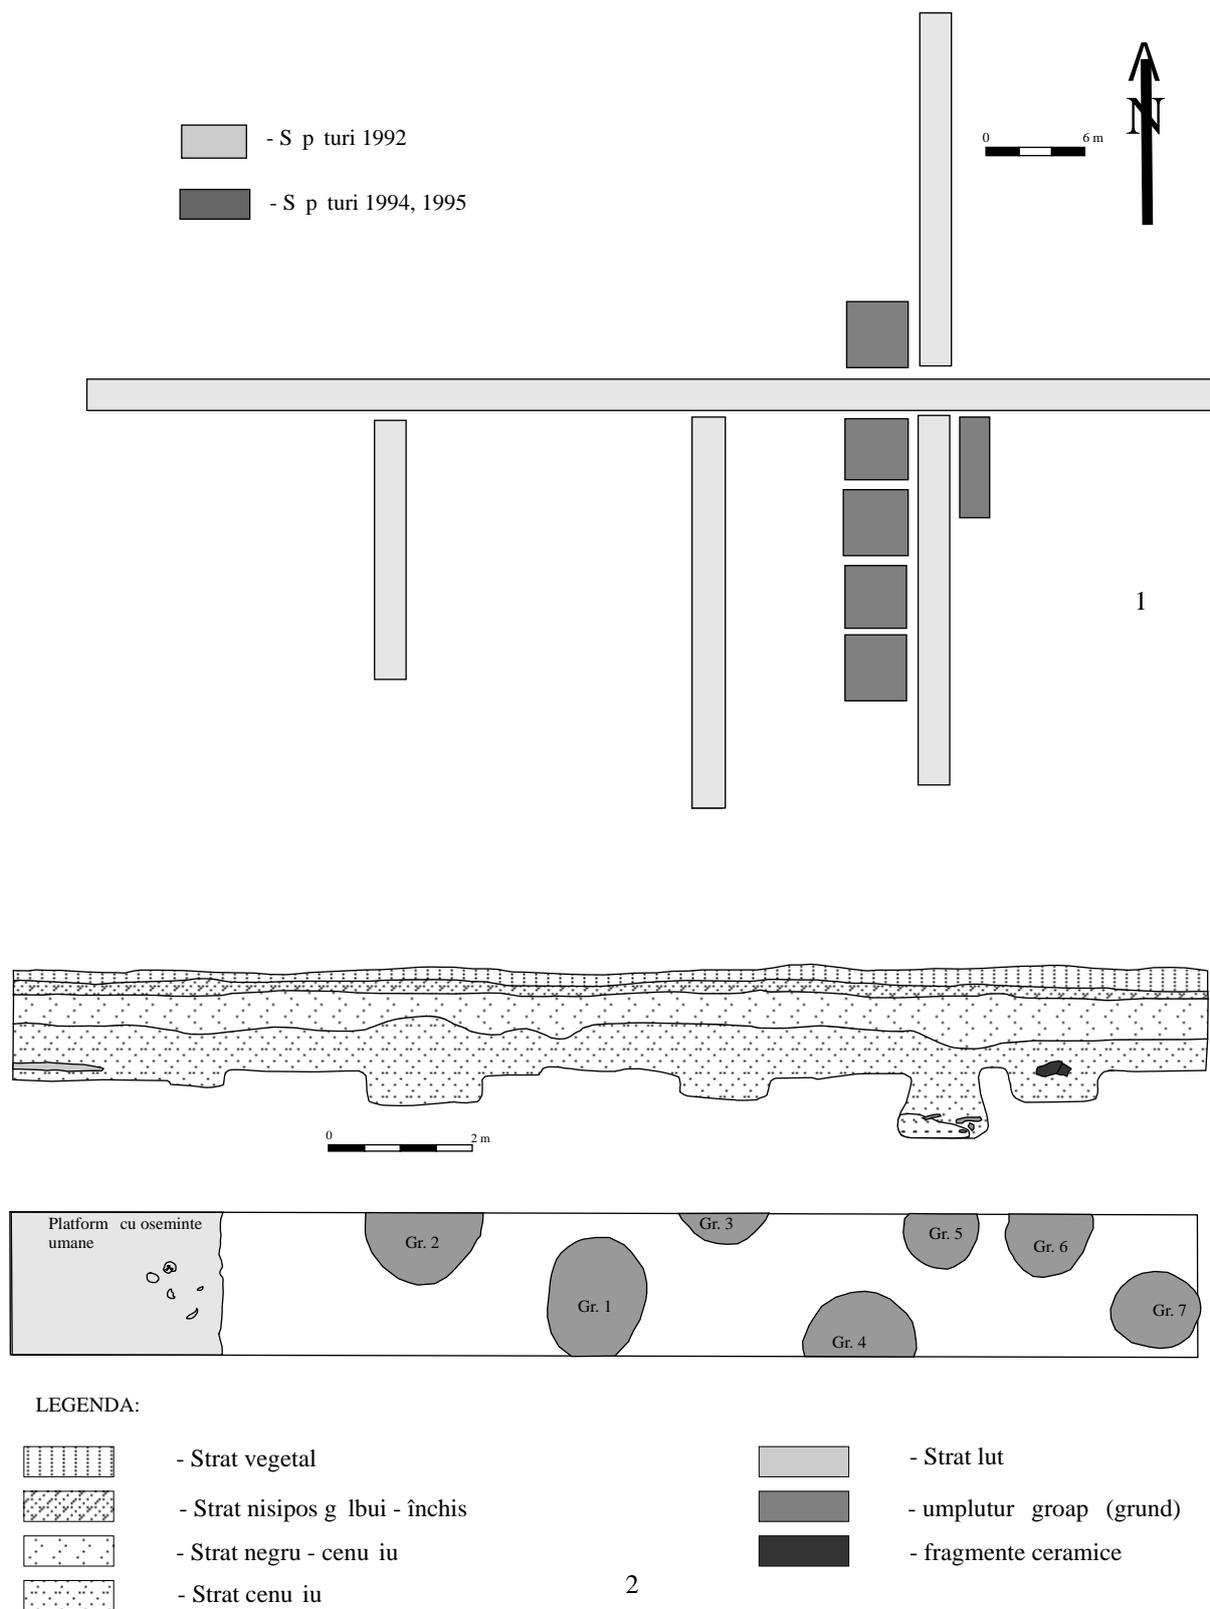 N
0 6 m
- S p turi 1992
- S p turi 1994, 1995
1
0 2 m
Platform cu oseminte
umane
Gr. 2
Gr. 1
Gr. 3
Gr. 4
Gr. 5
Gr. 6
Gr. 7
LEGENDA:
- Strat vegetal
- Strat nisipos g lbui - închis
- Strat negru - cenu iu
- Strat cenu iu
- Strat lut
- umplutur groap (grund)
- fragmente ceramice
2